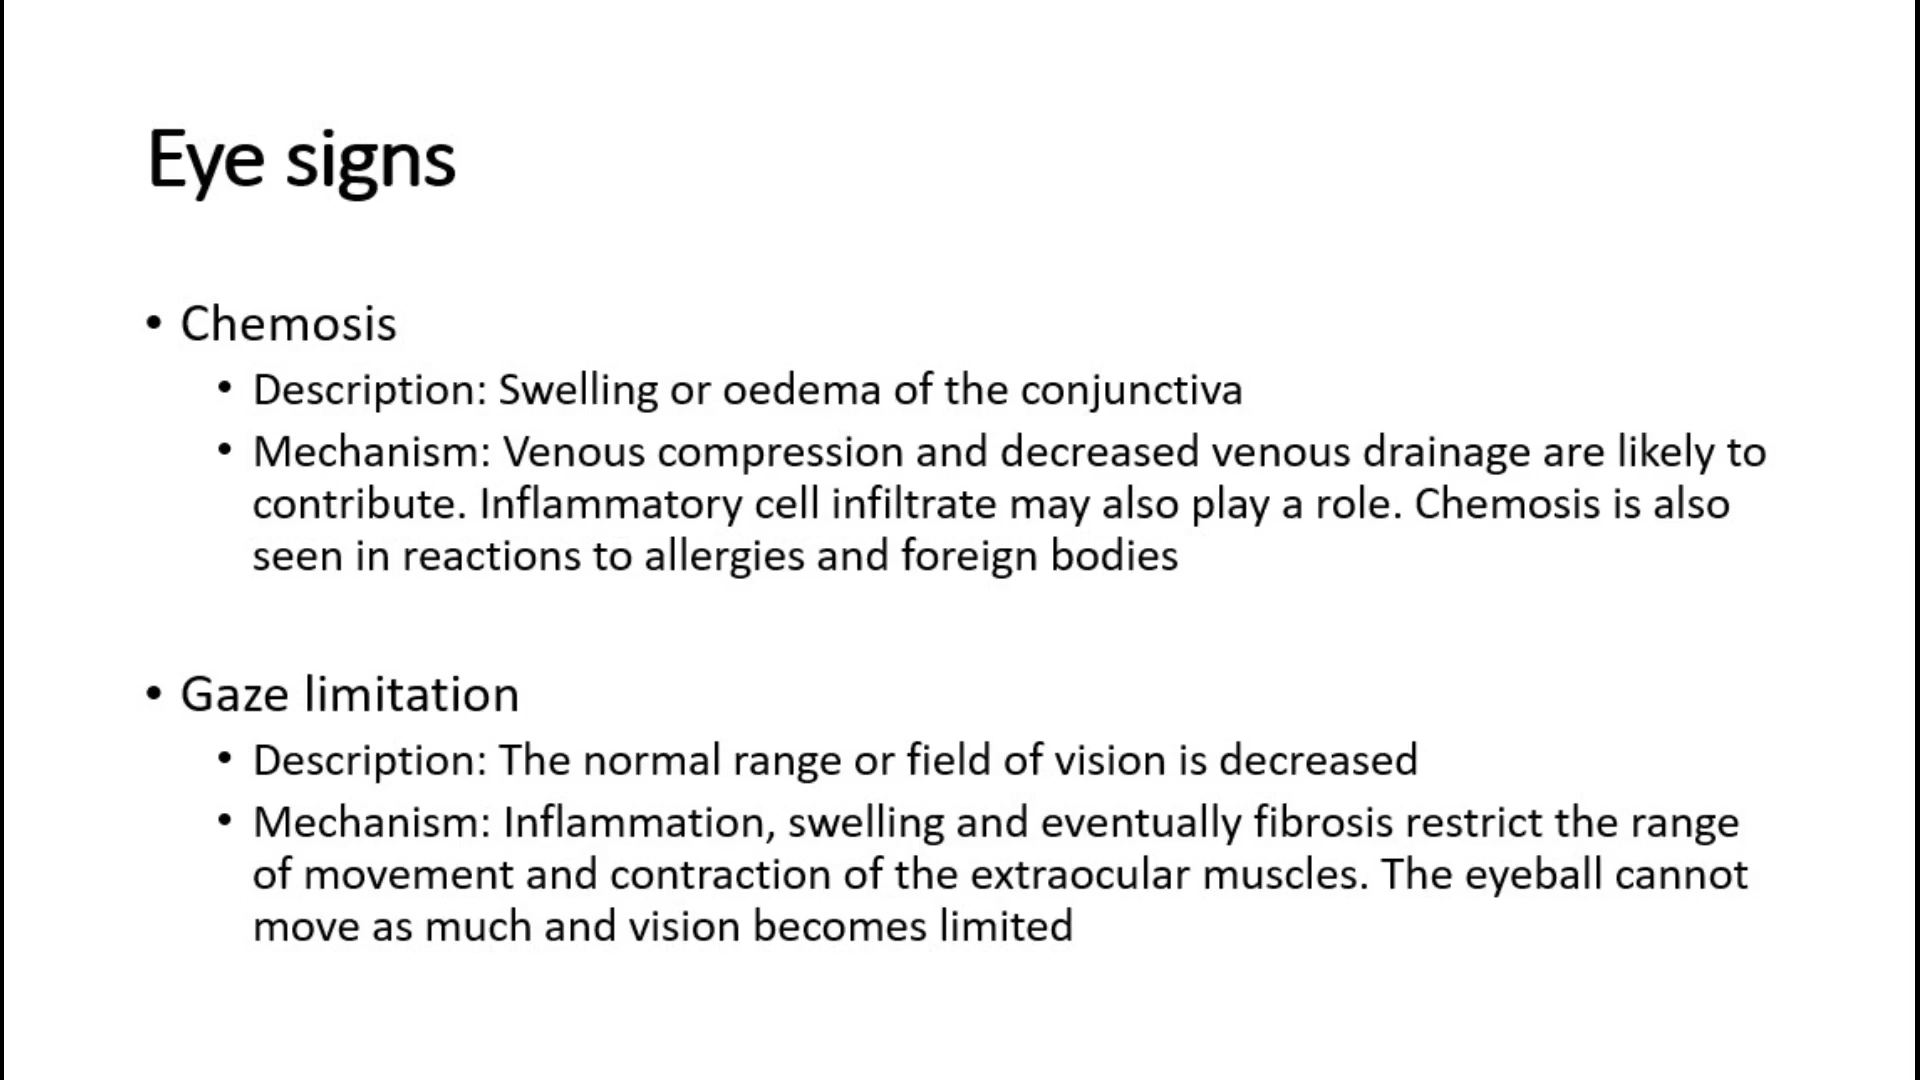 Eye signs
• Chemosis
• Description: Swelling or oedema of the conjunctiva
• Mechanism: Venous compression and decreased venous drainage are likely to
contribute. Inflammatory cell infiltrate may also play a role. Chemosis is also
seen in reactions to allergies and foreign bodies
• Gaze limitation
• Description: The normal range or field of vision is decreased
• Mechanism: Inflammation, swelling and eventually fibrosis restrict the range
of movement and contraction of the extraocular muscles. The eyeball cannot
move as much and vision becomes limited